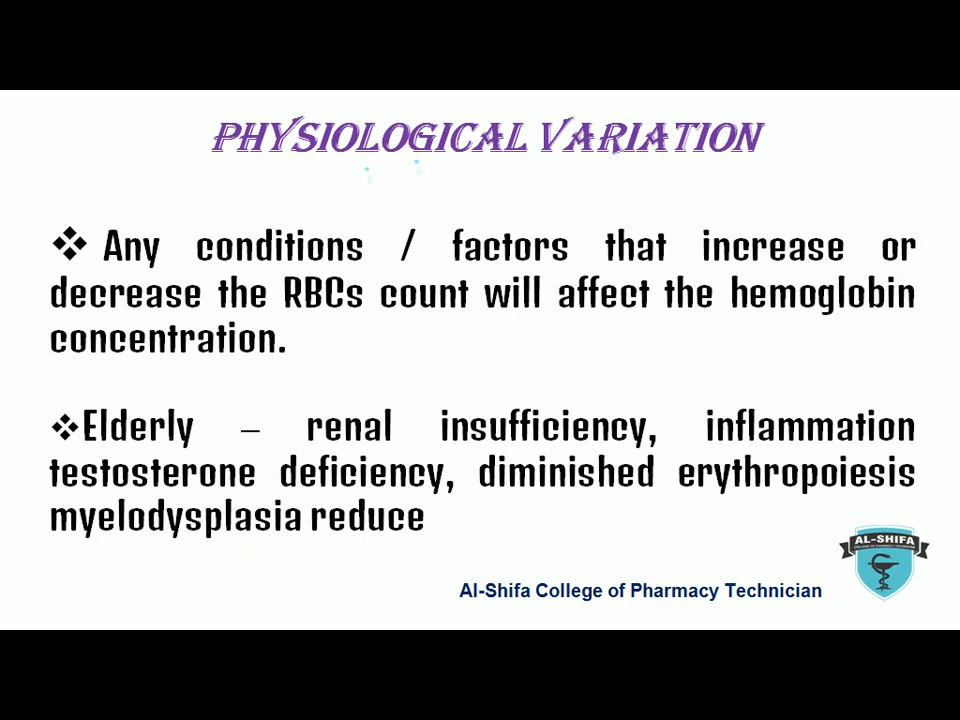 PHYSIOLOGICAL VARIATION
❖ Any conditions / factors that increase or
decrease the RBCs count will affect the hemoglobin
concentration.
❖Elderly – renal insufficiency, inflammation
testosterone deficiency, diminished erythropoiesis
myelodysplasia reduce
AL-SHIFA
Al-Shifa College of Pharmacy Technician